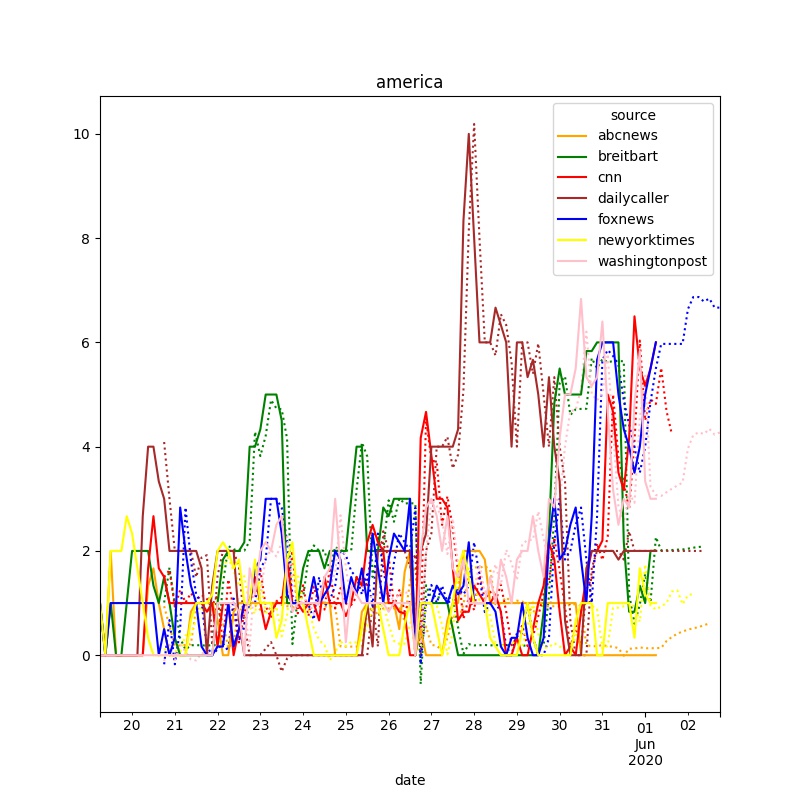 america
source
abcnews
breitbart
cnn
dailycaller
foxnews
newyorktimes
washingtonpost
10
8
6
4
2
0
20 21 22 23 24 25 26 27 28 29 30 31 01 02
Jun
2020
date